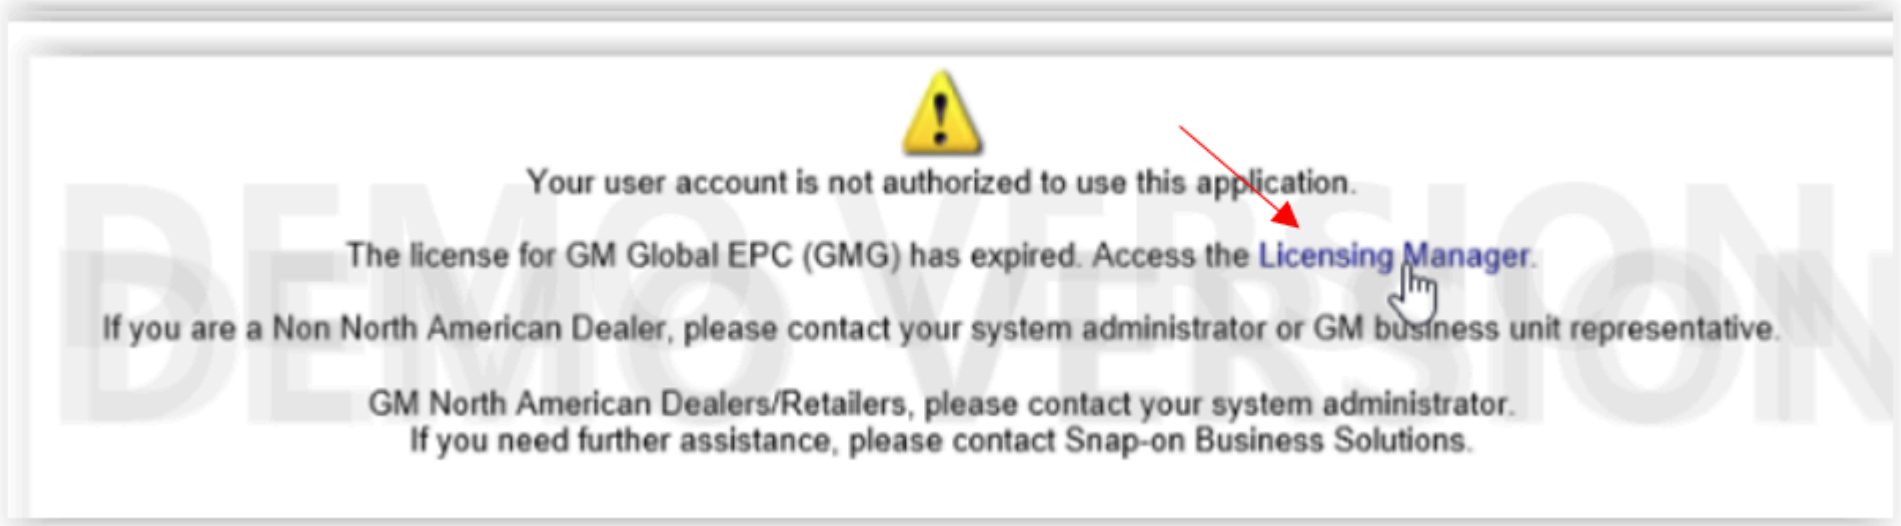 Your user account is not authorized to use this application.
The license for GM Global EPC (GMG) has expired. Access the Licensing Manager.
If you are a Non North American Dealer, please contact your system administrator or GM business unit representative.
GM North American Dealers/Retailers, please contact your system administrator.
If you need further assistance, please contact Snap-on Business Solutions.
DEMO VERSION
DEMO VERSION